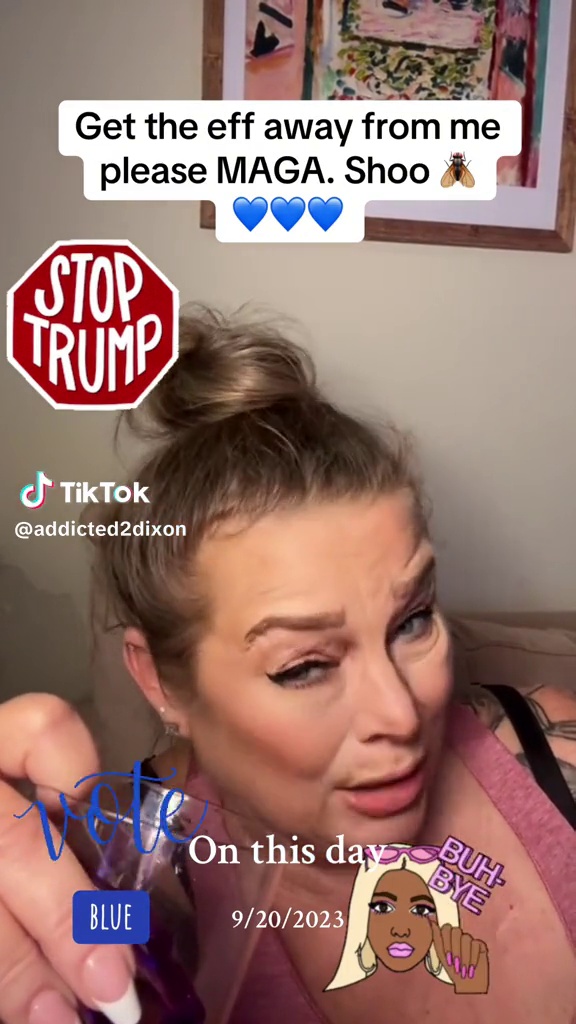 Get the eff away from me
please MAGA. Shoo 🪰
💙💙💙
STOP
TRUMP
TikTok
@addicted2dixon
vote
On this day
BLUE
9/20/2023
BUH-
BYE